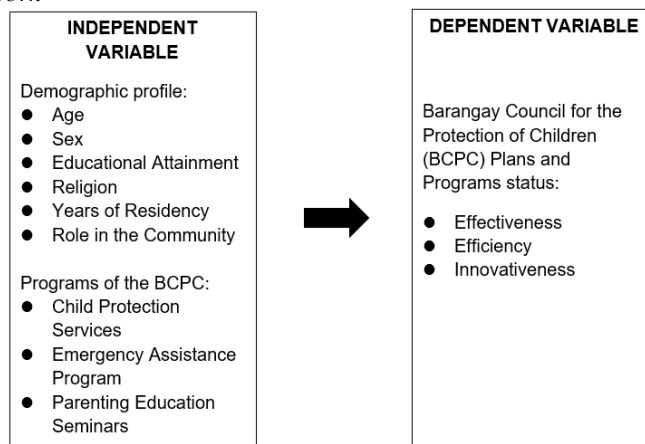 INDEPENDENT
VARIABLE
Demographic profile:
● Age
● Sex
● Educational Attainment
● Religion
● Years of Residency
● Role in the Community
Programs of the BCPC:
● Child Protection
Services
● Emergency Assistance
Program
● Parenting Education
Seminars
DEPENDENT VARIABLE
Barangay Council for the
Protection of Children
(BCPC) Plans and
Programs status:
● Effectiveness
● Efficiency
● Innovativeness